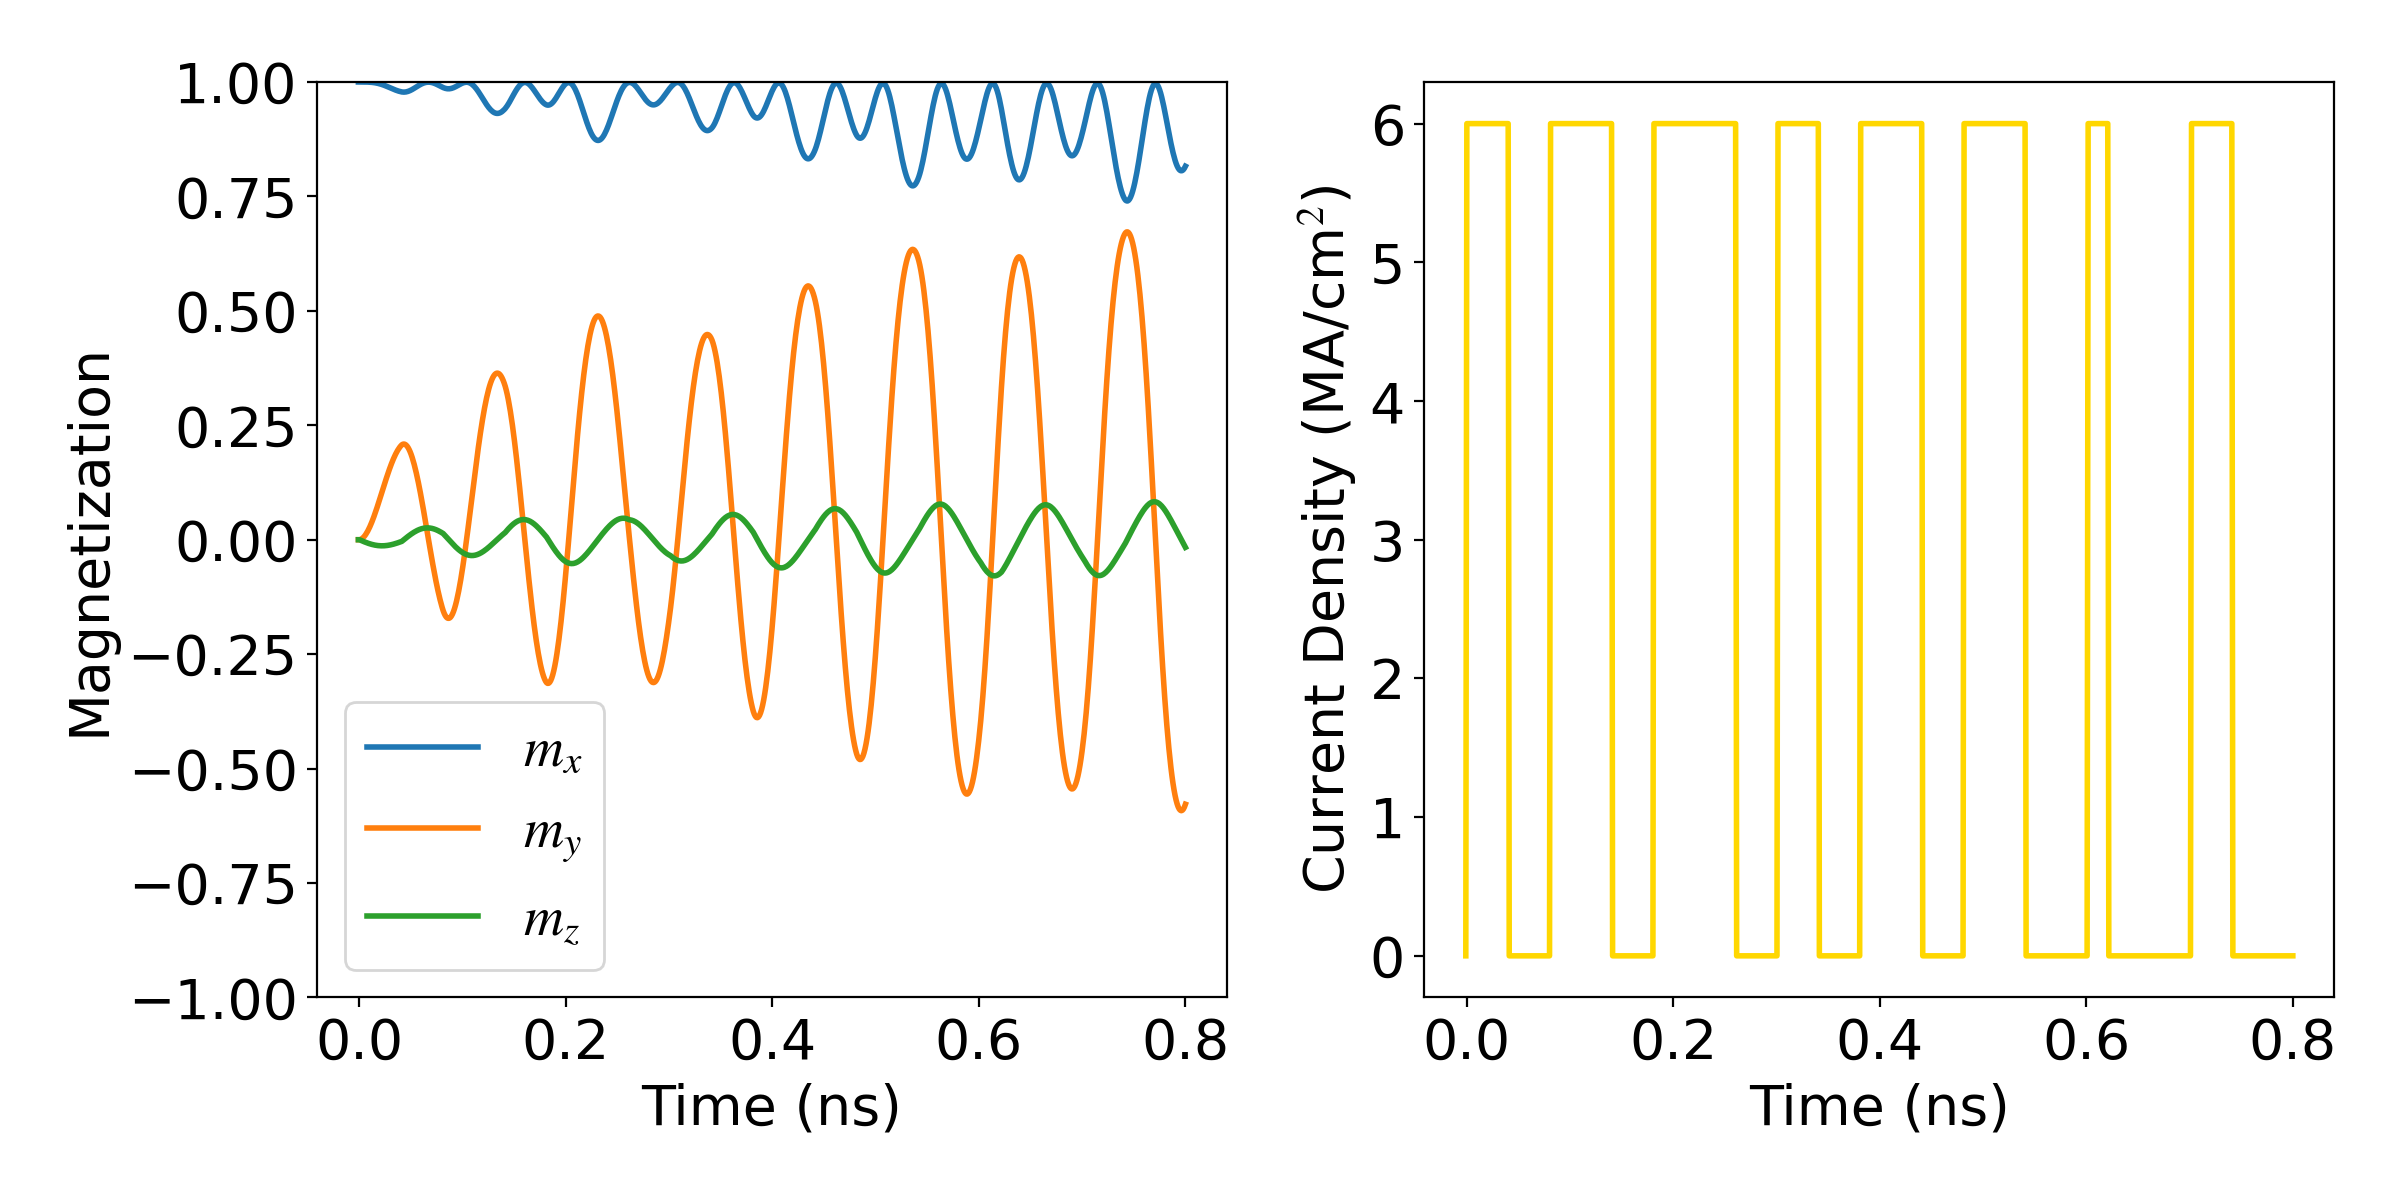 1.00
0.75
0.50
0.25
0.00
−0.25
−0.50
−0.75
−1.00
Magnetization
m_x
m_y
m_z
0.0 0.2 0.4 0.6 0.8
Time (ns)
6
5
4
3
2
1
0
Current Density (MA/cm²)
0.0 0.2 0.4 0.6 0.8
Time (ns)